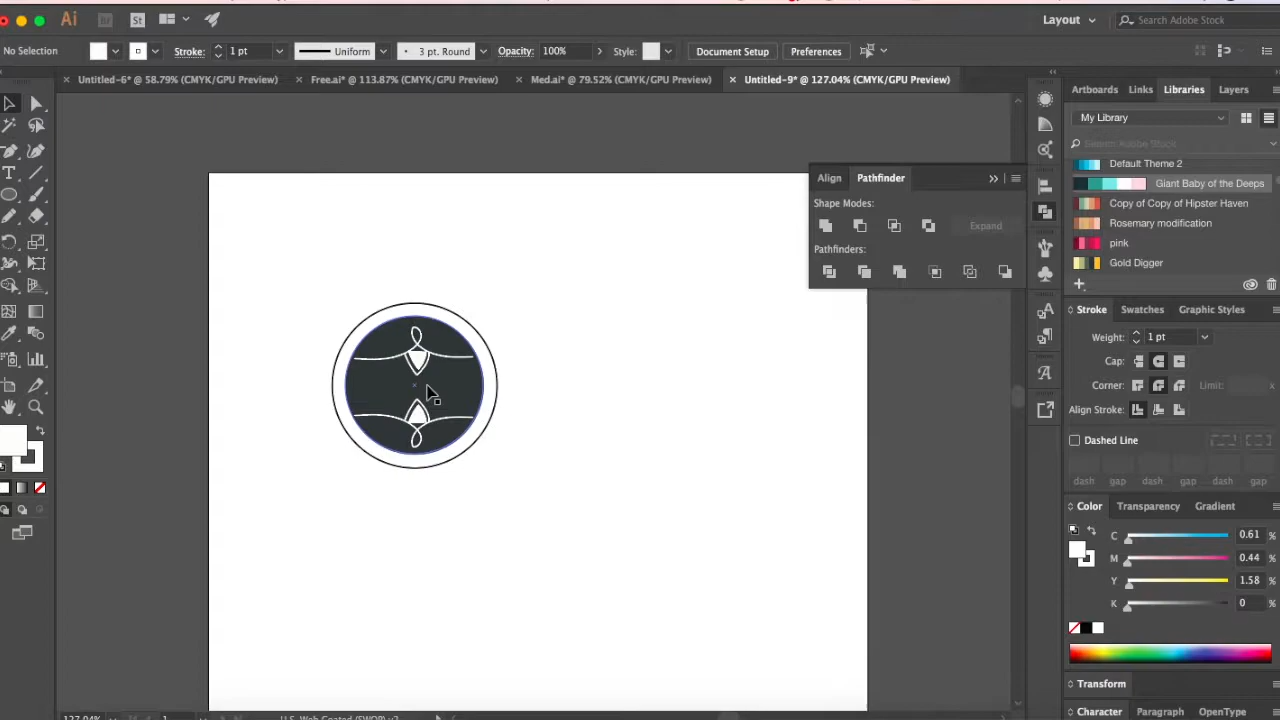 Ai Br St Layout Search Adobe Stock
No Selection Stroke: 1 pt Uniform 3 pt. Round Opacity: 100% Style: Document Setup Preferences
Untitled-6* @ 58.79% (CMYK/GPU Preview) Free.ai* @ 113.87% (CMYK/GPU Preview) Med.ai* @ 79.52% (CMYK/GPU Preview) Untitled-9* @ 127.04% (CMYK/GPU Preview)
Artboards Links Libraries Layers
My Library
Search Adobe Stock
Default Theme 2
Giant Baby of the Deeps
Copy of Copy of Hipster Haven
Rosemary modification
pink
Gold Digger
Align Pathfinder
Shape Modes:
Expand
Pathfinders:
Stroke Swatches Graphic Styles
Weight: 1 pt
Cap:
Corner: Limit:
Align Stroke:
Dashed Line
dash gap dash gap dash gap
Color Transparency Gradient
C 0.61 %
M 0.44 %
Y 1.58 %
K 0 %
Transform
Character Paragraph OpenType
127.04% 1 U.S. Web Coated (SWOP) v2